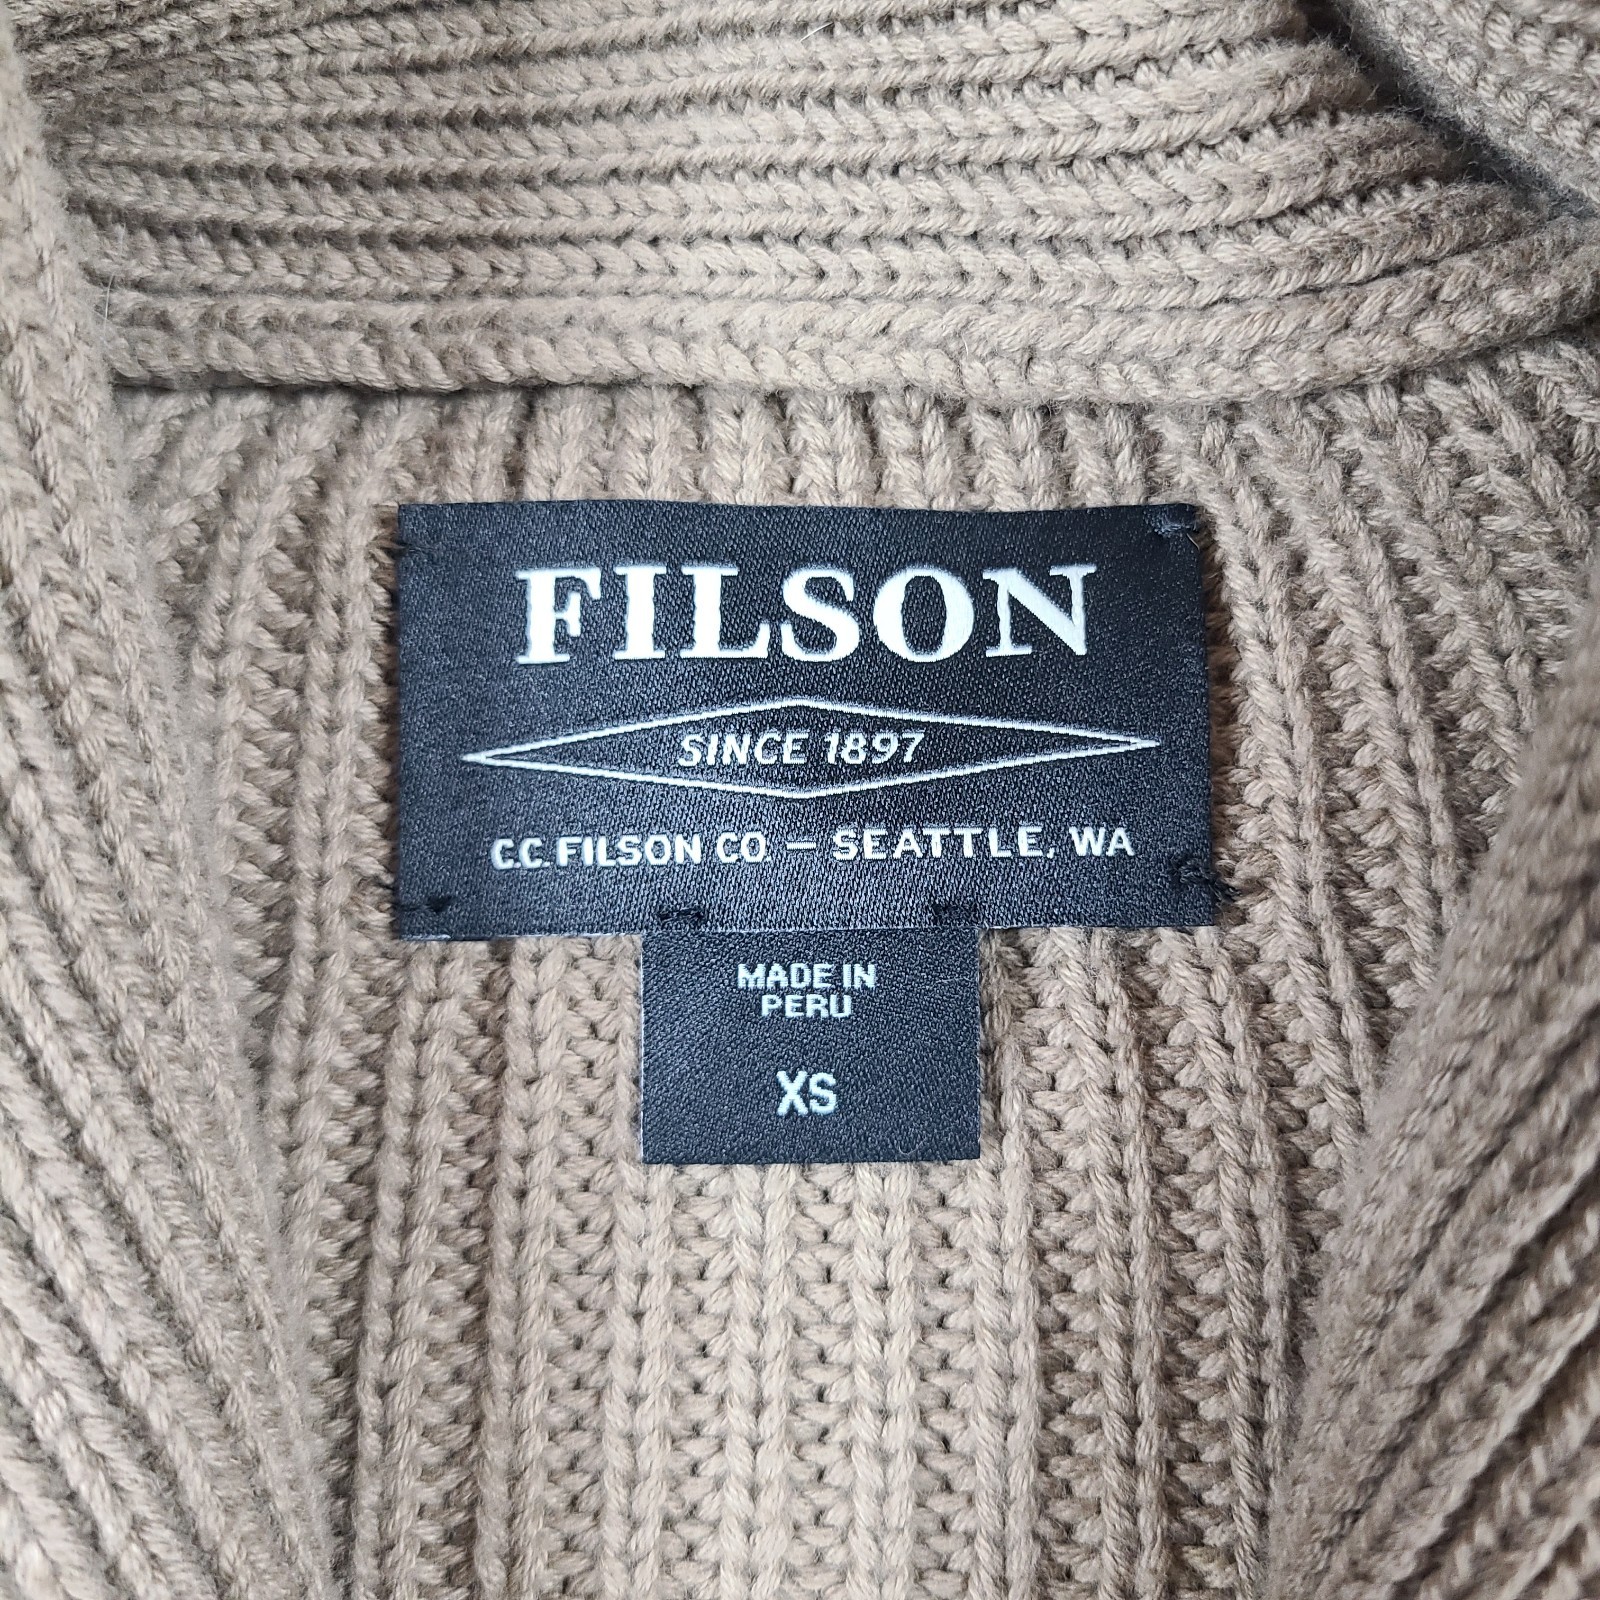 FILSON
SINCE 1897
C.C. FILSON CO — SEATTLE, WA
MADE IN
PERU
XS